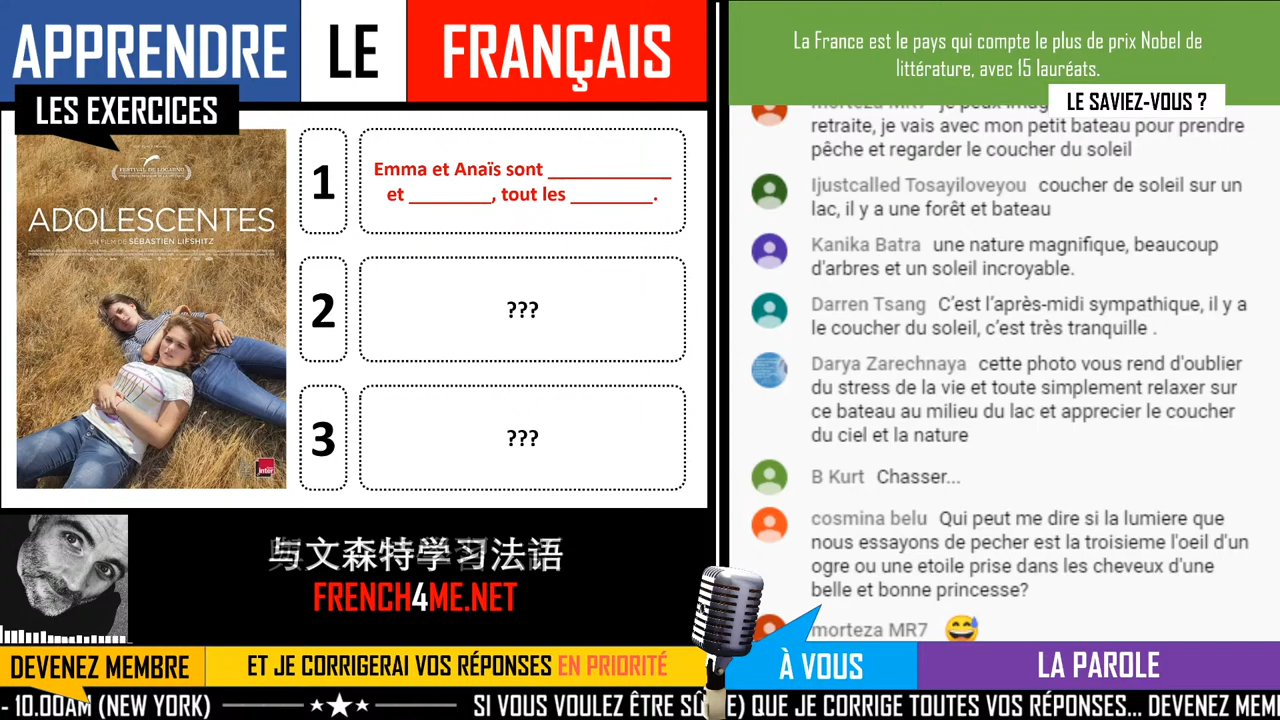 APPRENDRE LE FRANÇAIS
LES EXERCICES
FESTIVAL DE LOCARNO
ADOLESCENTES
UN FILM DE SÉBASTIEN LIFSHITZ
inter
1
Emma et Anaïs sont _____________
et _________, tout les _________.
2
???
3
???
与文森特学习法语
FRENCH4ME.NET
DEVENEZ MEMBRE
ET JE CORRIGERAI VOS RÉPONSES EN PRIORITÉ
- 10.00AM (NEW YORK)
SI VOUS VOULEZ ÊTRE SÛ E) QUE JE CORRIGE TOUTES VOS RÉPONSES... DEVENEZ MEM
La France est le pays qui compte le plus de prix Nobel de
littérature, avec 15 lauréats.
LE SAVIEZ-VOUS ?
morteza MR7 je peux imag
retraite, je vais avec mon petit bateau pour prendre
pêche et regarder le coucher du soleil
Ijustcalled Tosayiloveyou coucher de soleil sur un
lac, il y a une forêt et bateau
Kanika Batra une nature magnifique, beaucoup
d'arbres et un soleil incroyable.
Darren Tsang C’est l’après-midi sympathique, il y a
le coucher du soleil, c’est très tranquille .
Darya Zarechnaya cette photo vous rend d'oublier
du stress de la vie et toute simplement relaxer sur
ce bateau au milieu du lac et apprecier le coucher
du ciel et la nature
B Kurt Chasser...
cosmina belu Qui peut me dire si la lumiere que
nous essayons de pecher est la troisieme l'oeil d'un
ogre ou une etoile prise dans les cheveux d'une
belle et bonne princesse?
morteza MR7 😅
À VOUS
LA PAROLE